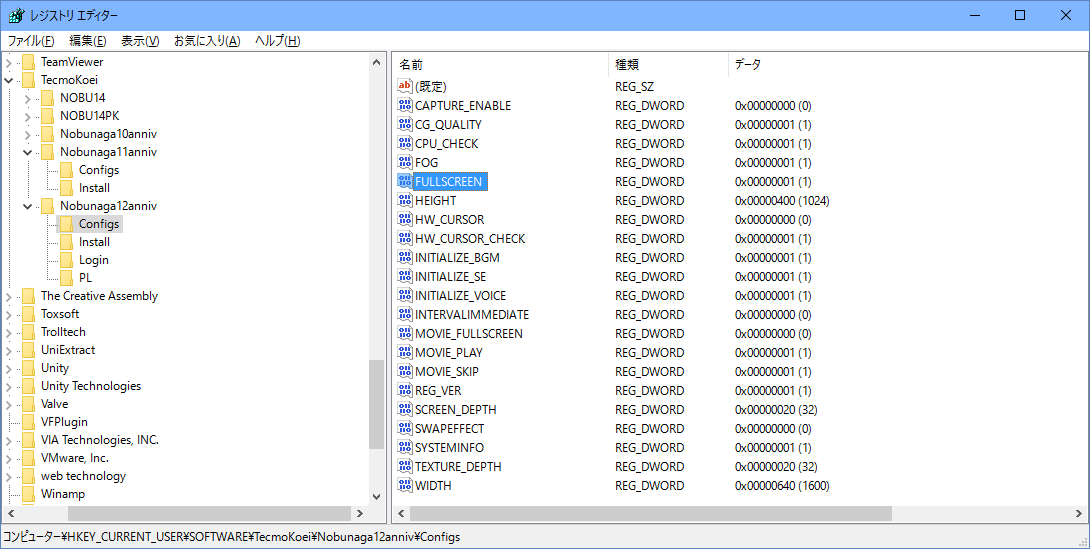 レジストリ エディター
ファイル(F) 編集(E) 表示(V) お気に入り(A) ヘルプ(H)
TeamViewer
TecmoKoei
NOBU14
NOBU14PK
Nobunaga10anniv
Nobunaga11anniv
Configs
Install
Nobunaga12anniv
Configs
Install
Login
PL
The Creative Assembly
Toxsoft
Trolltech
UniExtract
Unity
Unity Technologies
Valve
VFPlugin
VIA Technologies, INC.
VMware, Inc.
web technology
Winamp
名前 種類 データ
(既定) REG_SZ
CAPTURE_ENABLE REG_DWORD 0x00000000 (0)
CG_QUALITY REG_DWORD 0x00000001 (1)
CPU_CHECK REG_DWORD 0x00000001 (1)
FOG REG_DWORD 0x00000001 (1)
FULLSCREEN REG_DWORD 0x00000001 (1)
HEIGHT REG_DWORD 0x00000400 (1024)
HW_CURSOR REG_DWORD 0x00000000 (0)
HW_CURSOR_CHECK REG_DWORD 0x00000001 (1)
INITIALIZE_BGM REG_DWORD 0x00000001 (1)
INITIALIZE_SE REG_DWORD 0x00000001 (1)
INITIALIZE_VOICE REG_DWORD 0x00000001 (1)
INTERVALIMMEDIATE REG_DWORD 0x00000000 (0)
MOVIE_FULLSCREEN REG_DWORD 0x00000000 (0)
MOVIE_PLAY REG_DWORD 0x00000001 (1)
MOVIE_SKIP REG_DWORD 0x00000001 (1)
REG_VER REG_DWORD 0x00000001 (1)
SCREEN_DEPTH REG_DWORD 0x00000020 (32)
SWAPEFFECT REG_DWORD 0x00000000 (0)
SYSTEMINFO REG_DWORD 0x00000001 (1)
TEXTURE_DEPTH REG_DWORD 0x00000020 (32)
WIDTH REG_DWORD 0x00000640 (1600)
コンピューター¥HKEY_CURRENT_USER¥SOFTWARE¥TecmoKoei¥Nobunaga12anniv¥Configs